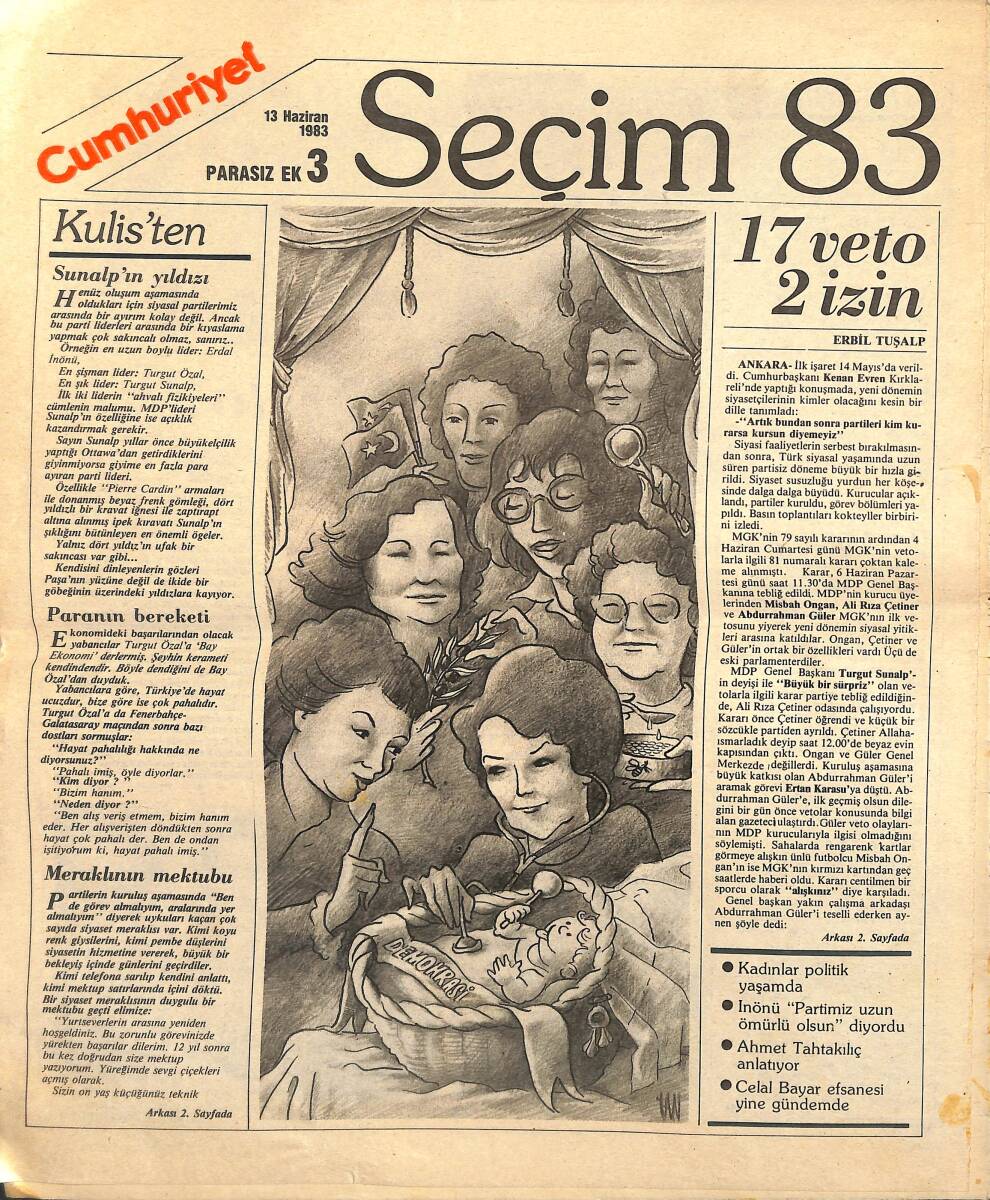 Cumhuriyet
13 Haziran
1983
PARASIZ EK 3
Seçim 83
Kulis'ten
Sunalp'ın yıldızı
Henüz oluşum aşamasında
oldukları için siyasal partilerimiz
arasında bir ayırım kolay değil. Ancak
bu parti liderleri arasında bir kıyaslama
yapmak çok sakıncalı olmaz, sanırız..
Örneğin en uzun boylu lider: Erdal
İnönü,
En şişman lider: Turgut Özal,
En şık lider: Turgut Sunalp,
İlk iki liderin "ahvalı fizikiyeleri"
cümlenin malumu. MDP'lideri
Sunalp'ın özelliğine ise açıklık
kazandırmak gerekir.
Sayın Sunalp yıllar önce büyükelçilik
yaptığı Ottawa'dan getirdiklerini
giyinmiyorsa giyime en fazla para
ayıran parti lideri.
Özellikle "Pierre Cardin" armaları
ile donanmış beyaz frenk gömleği, dört
yıldızlı bir kravat iğnesi ile zaptırapt
altına alınmış ipek kravatı Sunalp'ın
şıklığını bütünleyen en önemli ögeler.
Yalnız dört yıldız'ın ufak bir
sakıncası var gibi...
Kendisini dinleyenlerin gözleri
Paşa'nın yüzüne değil de ikide bir
göbeğinin üzerindeki yıldızlara kayıyor.
Paranın bereketi
Ekonomideki başarılarından olacak
yabancılar Turgut Özal'a 'Bay
Ekonomi' derlermiş. Şeyhin kerameti
kendindendir. Böyle dendiğini de Bay
Özal'dan duyduk.
Yabancılara göre, Türkiye'de hayat
ucuzdur, bize göre ise çok pahalıdır.
Turgut Özal'a da Fenerbahçe-
Galatasaray maçından sonra bazı
dostları sormuşlar:
"Hayat pahalılığı hakkında ne
diyorsunuz?"
"Pahalı imiş, öyle diyorlar."
"Kim diyor ?"
"Bizim hanım."
"Neden diyor ?"
"Ben alış veriş etmem, bizim hanım
eder. Her alışverişten döndükten sonra
hayat çok pahalı der. Ben de ondan
işitiyorum ki, hayat pahalı imiş."
Meraklının mektubu
Partilerin kuruluş aşamasında "Ben
de görev almalıyım, aralarında yer
almalıyım" diyerek uykuları kaçan çok
sayıda siyaset meraklısı var. Kimi koyu
renk giysilerini, kimi pembe düşlerini
siyasetin hizmetine vererek, büyük bir
bekleyiş içinde günlerini geçirdiler.
Kimi telefona sarılıp kendini anlattı,
kimi mektup satırlarında içini döktü.
Bir siyaset meraklısının duygulu bir
mektubu geçti elimize:
"Yurtseverlerin arasına yeniden
hoşgeldiniz. Bu zorunlu görevinizde
yürekten başarılar dilerim. 12 yıl sonra
bu kez doğrudan size mektup
yazıyorum. Yüreğimde sevgi çiçekleri
açmış olarak.
Sizin on yaş küçüğünüz teknik
Arkası 2. Sayfada
DEMOKRASİ
17 veto
2 izin
ERBİL TUŞALP
ANKARA- İlk işaret 14 Mayıs'da veril-
di. Cumhurbaşkanı Kenan Evren Kırkla-
reli'nde yaptığı konuşmada, yeni dönemin
siyasetçilerinin kimler olacağını kesin bir
dille tanımladı:
-"Artık bundan sonra partileri kim ku-
rarsa kursun diyemeyiz"
Siyasi faaliyetlerin serbest bırakılmasın-
dan sonra, Türk siyasal yaşamında uzun
süren partisiz döneme büyük bir hızla gi-
rildi. Siyaset susuzluğu yurdun her köşe-
sinde dalga dalga büyüdü. Kurucular açık-
landı, partiler kuruldu, görev bölümleri ya-
pıldı. Basın toplantıları kokteyller birbiri-
ni izledi.
MGK'nin 79 sayılı kararının ardından 4
Haziran Cumartesi günü MGK'nin veto-
larla ilgili 81 numaralı kararı çoktan kale-
me alınmıştı. Karar, 6 Haziran Pazar-
tesi günü saat 11.30'da MDP Genel Baş-
kanına tebliğ edildi. MDP'nin kurucu üye-
lerinden Misbah Ongan, Ali Rıza Çetiner
ve Abdurrahman Güler MGK'nın ilk ve-
tosunu yiyerek yeni dönemin siyasal yitik-
leri arasına katıldılar. Ongan, Çetiner ve
Güler'in ortak bir özellikleri vardı Üçü de
eski parlamenterdiler.
MDP Genel Başkanı Turgut Sunalp'-
in deyişi ile "Büyük bir sürpriz" olan ve-
tolarla ilgili karar partiye tebliğ edildiğin-
de, Ali Rıza Çetiner odasında çalışıyordu.
Kararı önce Çetiner öğrendi ve küçük bir
sözcükle partiden ayrıldı. Çetiner Allaha-
ısmarladık deyip saat 12.00'de beyaz evin
kapısından çıktı. Ongan ve Güler Genel
Merkezde değillerdi. Kuruluş aşamasına
büyük katkısı olan Abdurrahman Güler'i
aramak görevi Ertan Karasu'ya düştü. Ab-
durrahman Güler'e, ilk geçmiş olsun dile-
ğini bir gün önce vetolar konusunda bilgi
alan gazeteci ulaştırdı. Güler veto olayları-
nın MDP kurucularıyla ilgisi olmadığını
söylemişti. Sahalarda rengarenk kartlar
görmeye alışkın ünlü futbolcu Misbah On-
gan'ın ise MGK'nın kırmızı kartından geç
saatlerde haberi oldu. Kararı centilmen bir
sporcu olarak "alışkınız" diye karşıladı.
Genel başkan yakın çalışma arkadaşı
Abdurrahman Güler'i teselli ederken ay-
nen şöyle dedi:
Arkası 2. Sayfada
● Kadınlar politik
yaşamda
● İnönü "Partimiz uzun
ömürlü olsun" diyordu
● Ahmet Tahtakılıç
anlatıyor
● Celal Bayar efsanesi
yine gündemde